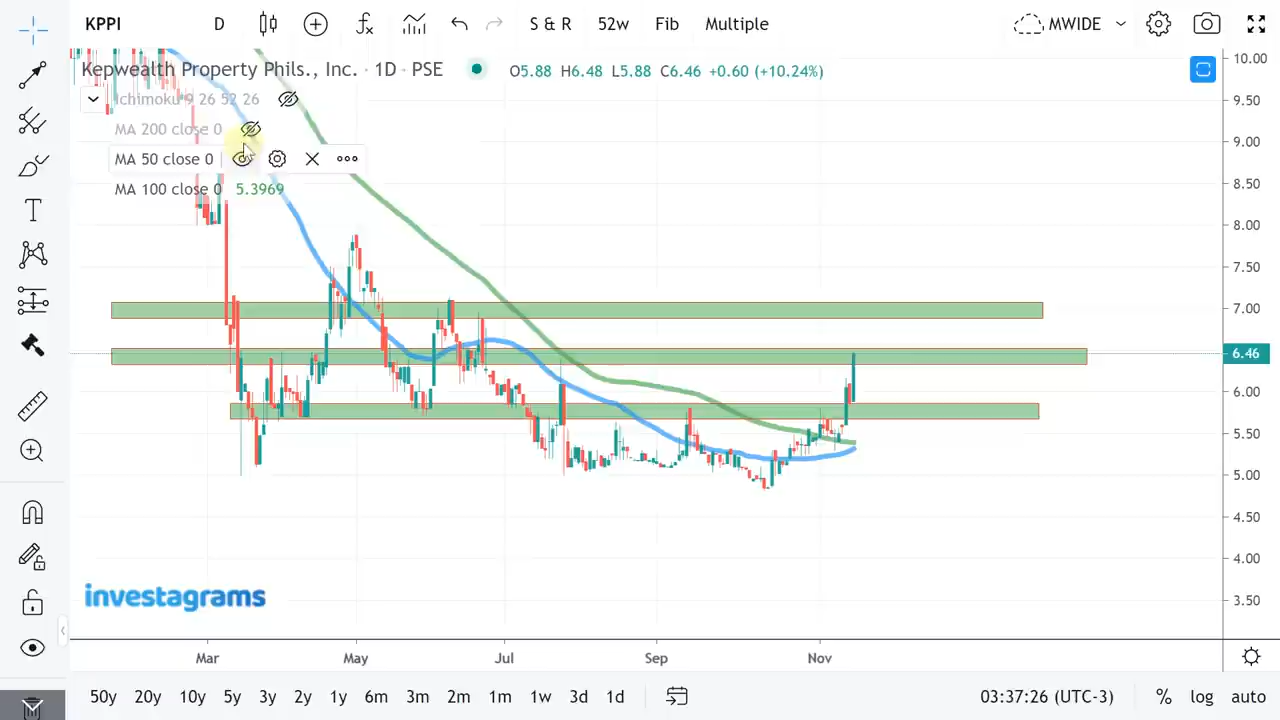 KPPI D S & R 52w Fib Multiple MWIDE
Kepwealth Property Phils., Inc. · 1D · PSE O5.88 H6.48 L5.88 C6.46 +0.60 (+10.24%)
Ichimoku 9 26 52 26
MA 200 close 0
MA 50 close 0
MA 100 close 0 5.3969
10.00
9.50
9.00
8.50
8.00
7.50
7.00
6.46
6.00
5.50
5.00
4.50
4.00
3.50
investagrams
Mar May Jul Sep Nov
50y 20y 10y 5y 3y 2y 1y 6m 3m 2m 1m 1w 3d 1d 03:37:26 (UTC-3) % log auto